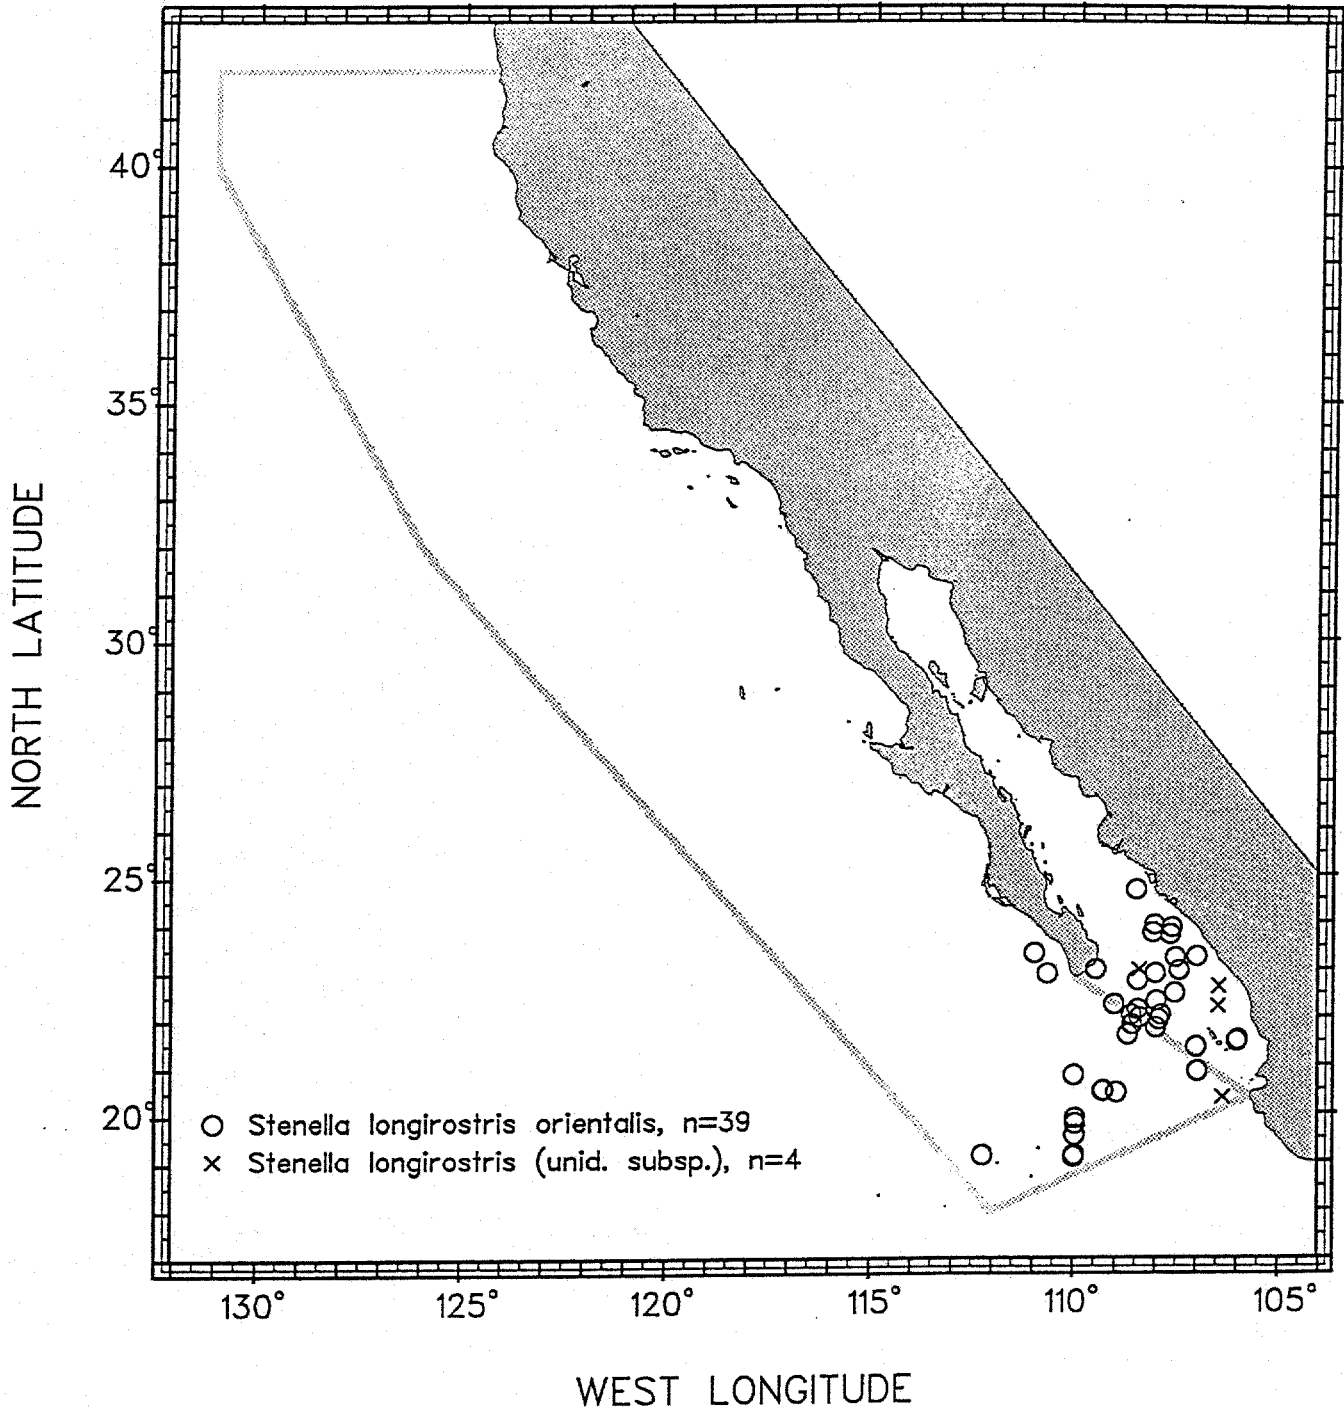 40°
35°
30°
25°
20°
NORTH LATITUDE
○ Stenella longirostris orientalis, n=39
× Stenella longirostris (unid. subsp.), n=4
130° 125° 120° 115° 110° 105°
WEST LONGITUDE